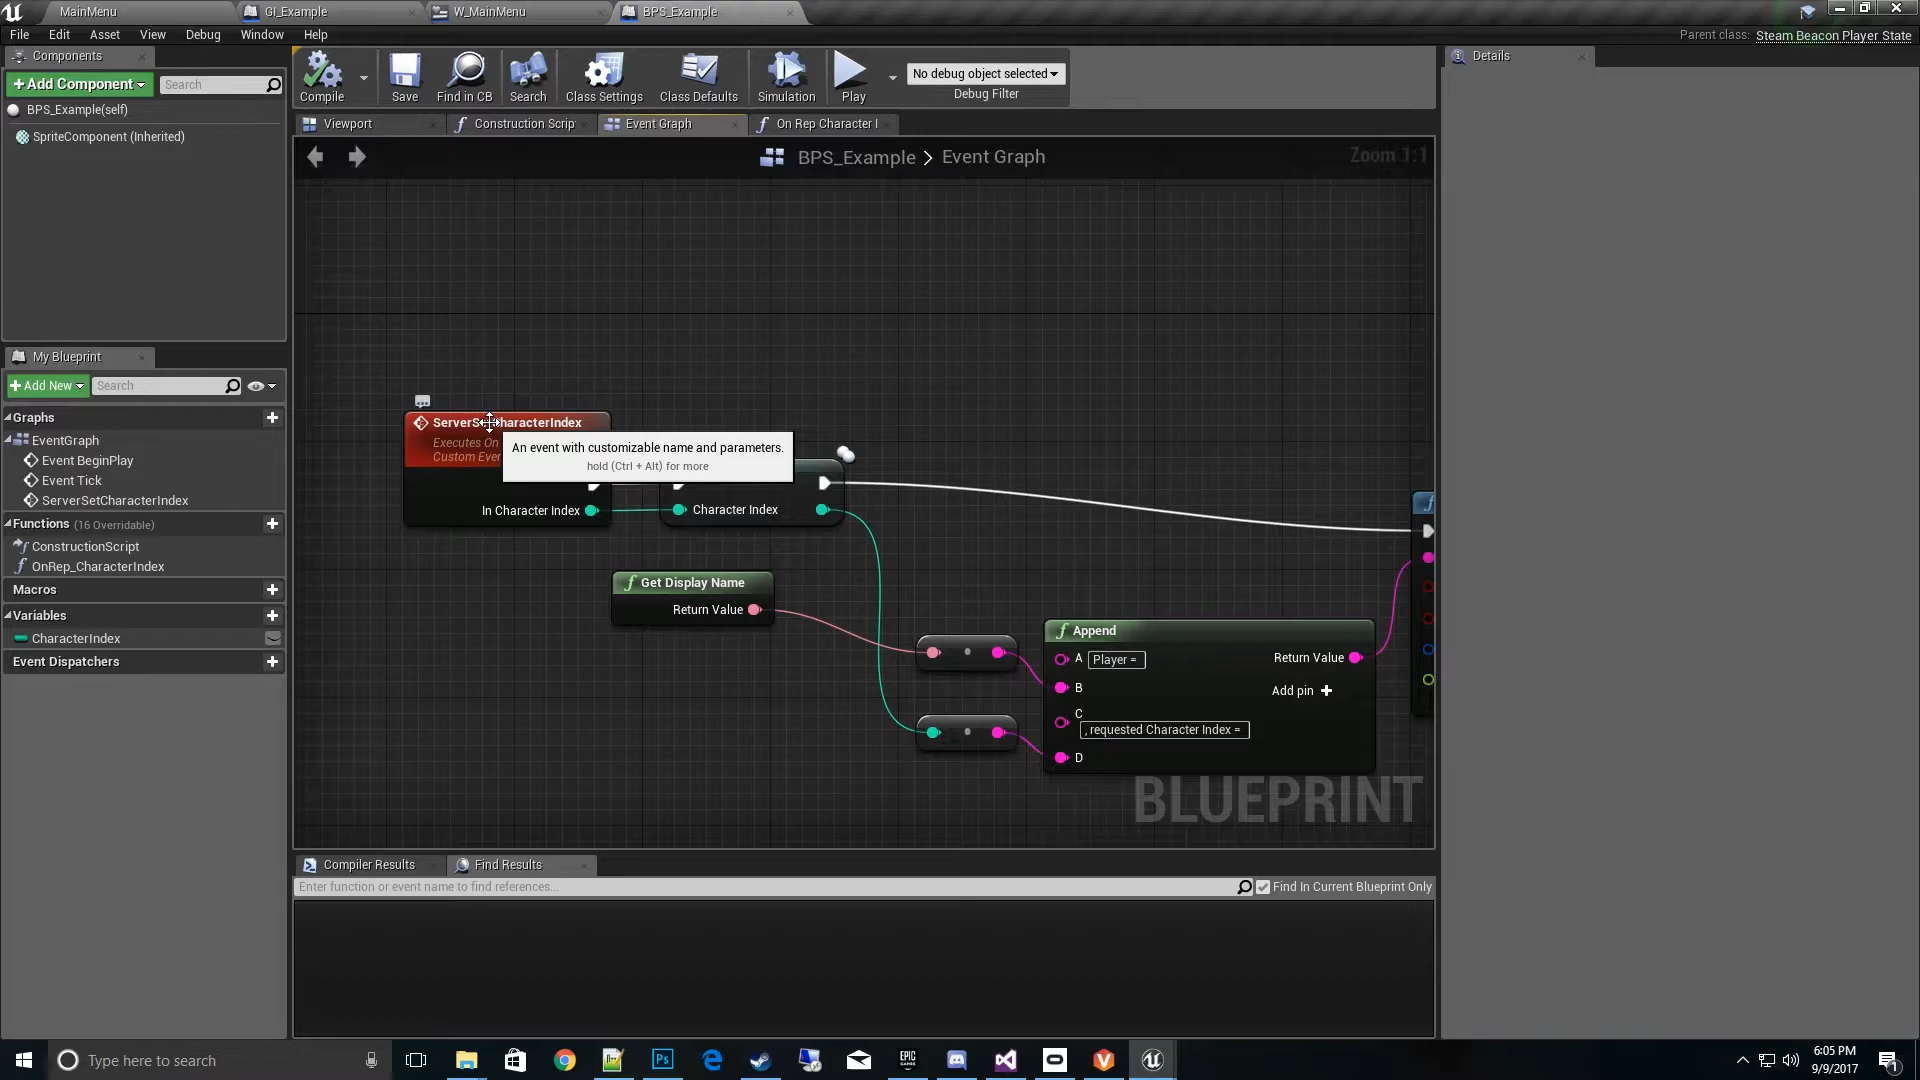 MainMenu
GI_Example
W_MainMenu
BPS_Example
File Edit Asset View Debug Window Help
Parent class: Steam Beacon Player State
Components
+ Add Component
Search
BPS_Example(self)
SpriteComponent (Inherited)
Compile
Save
Find in CB
Search
Class Settings
Class Defaults
Simulation
Play
No debug object selected
Debug Filter
Details
Viewport
Construction Scrip
Event Graph
On Rep Character I
BPS_Example > Event Graph
Zoom 1:1
My Blueprint
+ Add New
Search
Graphs
EventGraph
Event BeginPlay
Event Tick
ServerSetCharacterIndex
Functions (16 Overridable)
ConstructionScript
OnRep_CharacterIndex
Macros
Variables
CharacterIndex
Event Dispatchers
Executes On
Custom Ever
In Character Index
An event with customizable name and parameters.
hold (Ctrl + Alt) for more
Character Index
Get Display Name
Return Value
Append
A Player =
Return Value
B
Add pin +
C
, requested Character Index =
D
BLUEPRINT
Compiler Results
Find Results
Enter function or event name to find references...
Find In Current Blueprint Only
Type here to search
Ps
EPIC GAMES
6:05 PM
9/9/2017
1